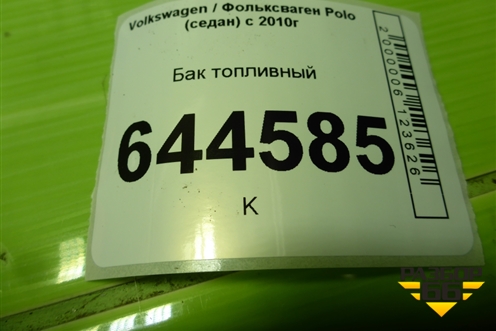 Volkswagen / Фольксваген Polo
(седан) с 2010г
Бак топливный
644585
К
2000006123626